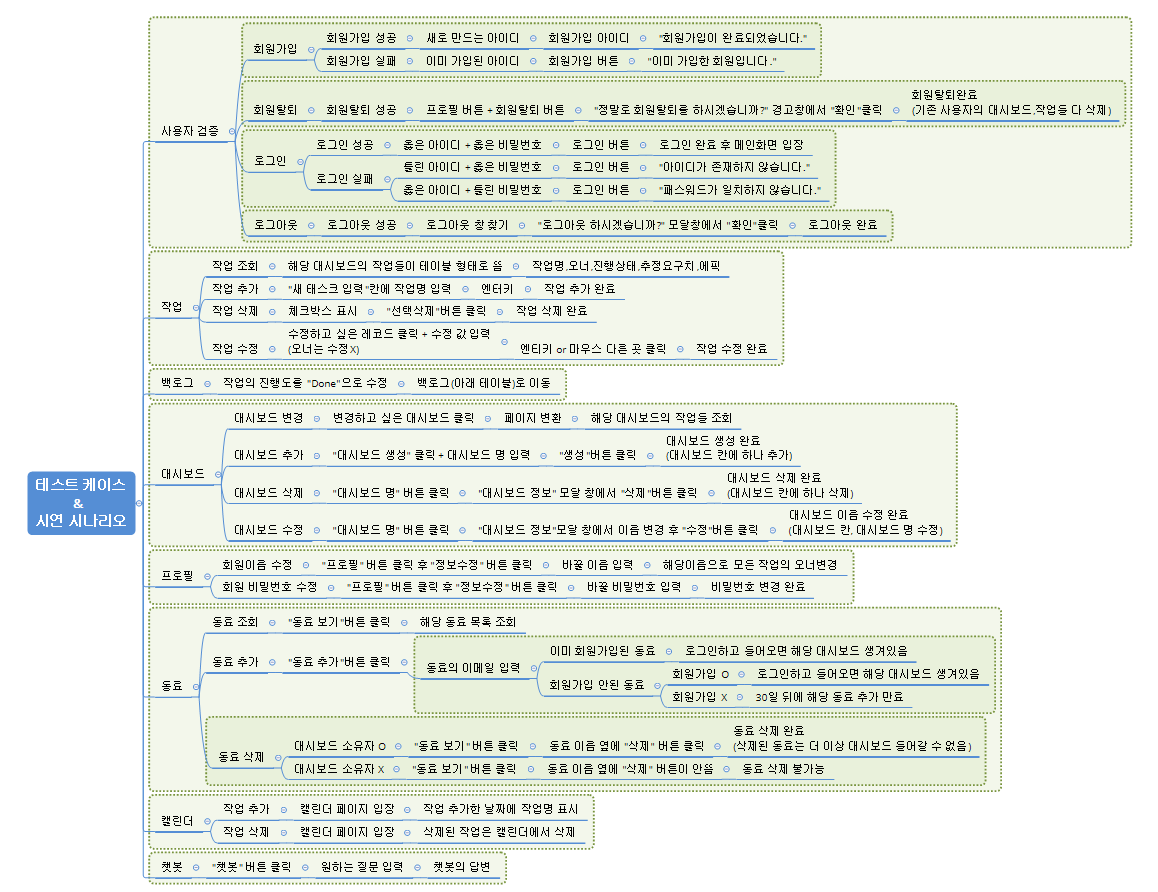 테스트 케이스
&
시연 시나리오
사용자 검증
회원가입
회원가입 성공 새로 만드는 아이디 회원가입 아이디 "회원가입이 완료되었습니다."
회원가입 실패 이미 가입된 아이디 회원가입 버튼 "이미 가입한 회원입니다."
회원탈퇴 회원탈퇴 성공 프로필 버튼 + 회원탈퇴 버튼 "정말로 회원탈퇴를 하시겠습니까?" 경고창에서 "확인"클릭
회원탈퇴완료
(기존 사용자의 대시보드,작업등 다 삭제)
로그인
로그인 성공 옳은 아이디 + 옳은 비밀번호 로그인 버튼 로그인 완료 후 메인화면 입장
로그인 실패
틀린 아이디 + 옳은 비밀번호 로그인 버튼 "아이디가 존재하지 않습니다."
옳은 아이디 + 틀린 비밀번호 로그인 버튼 "패스워드가 일치하지 않습니다."
로그아웃 로그아웃 성공 로그아웃 창 찾기 "로그아웃 하시겠습니까?" 모달창에서 "확인"클릭 로그아웃 완료
작업
작업 조회 해당 대시보드의 작업들이 테이블 형태로 뜸 작업명,오너,진행상태,추정요구치,에픽
작업 추가 "새 태스크 입력"칸에 작업명 입력 엔터키 작업 추가 완료
작업 삭제 체크박스 표시 "선택삭제"버튼 클릭 작업 삭제 완료
작업 수정
수정하고 싶은 레코드 클릭 + 수정 값 입력
(오너는 수정X)
엔터키 or 마우스 다른 곳 클릭 작업 수정 완료
백로그 작업의 진행도를 "Done"으로 수정 백로그(아래 테이블)로 이동
대시보드
대시보드 변경 변경하고 싶은 대시보드 클릭 페이지 변환 해당 대시보드의 작업들 조회
대시보드 추가 "대시보드 생성" 클릭 + 대시보드 명 입력 "생성"버튼 클릭
대시보드 생성 완료
(대시보드 칸에 하나 추가)
대시보드 삭제 "대시보드 명" 버튼 클릭 "대시보드 정보" 모달 창에서 "삭제"버튼 클릭
대시보드 삭제 완료
(대시보드 칸에 하나 삭제)
대시보드 수정 "대시보드 명" 버튼 클릭 "대시보드 정보"모달 창에서 이름 변경 후 "수정"버튼 클릭
대시보드 이음 수정 완료
(대시보드 칸, 대시보드 명 수정)
프로필
회원이름 수정 "프로필" 버튼 클릭 후 "정보수정" 버튼 클릭 바꿀 이름 입력 해당이름으로 모든 작업의 오너변경
회원 비밀번호 수정 "프로필" 버튼 클릭 후 "정보수정" 버튼 클릭 바꿀 비밀번호 입력 비밀번호 변경 완료
동료
동료 조회 "동료 보기"버튼 클릭 해당 동료 목록 조회
동료 추가 "동료 추가"버튼 클릭
동료의 이메일 입력
이미 회원가입된 동료 로그인하고 들어오면 해당 대시보드 생겨있음
회원가입 안된 동료
회원가입 O 로그인하고 들어오면 해당 대시보드 생겨있음
회원가입 X 30일 뒤에 해당 동료 추가 만료
동료 삭제
대시보드 소유자 O "동료 보기" 버튼 클릭 동료 이음 옆에 "삭제" 버튼 클릭
동료 삭제 완료
(삭제된 동료는 더 이상 대시보드 들어갈 수 없음)
대시보드 소유자 X "동료 보기" 버튼 클릭 동료 이음 옆에 "삭제" 버튼이 안뜸 동료 삭제 불가능
캘린더
작업 추가 캘린더 페이지 입장 작업 추가한 날짜에 작업명 표시
작업 삭제 캘린더 페이지 입장 삭제된 작업은 캘린더에서 삭제
챗봇 "챗봇" 버튼 클릭 원하는 질문 입력 챗봇의 답변